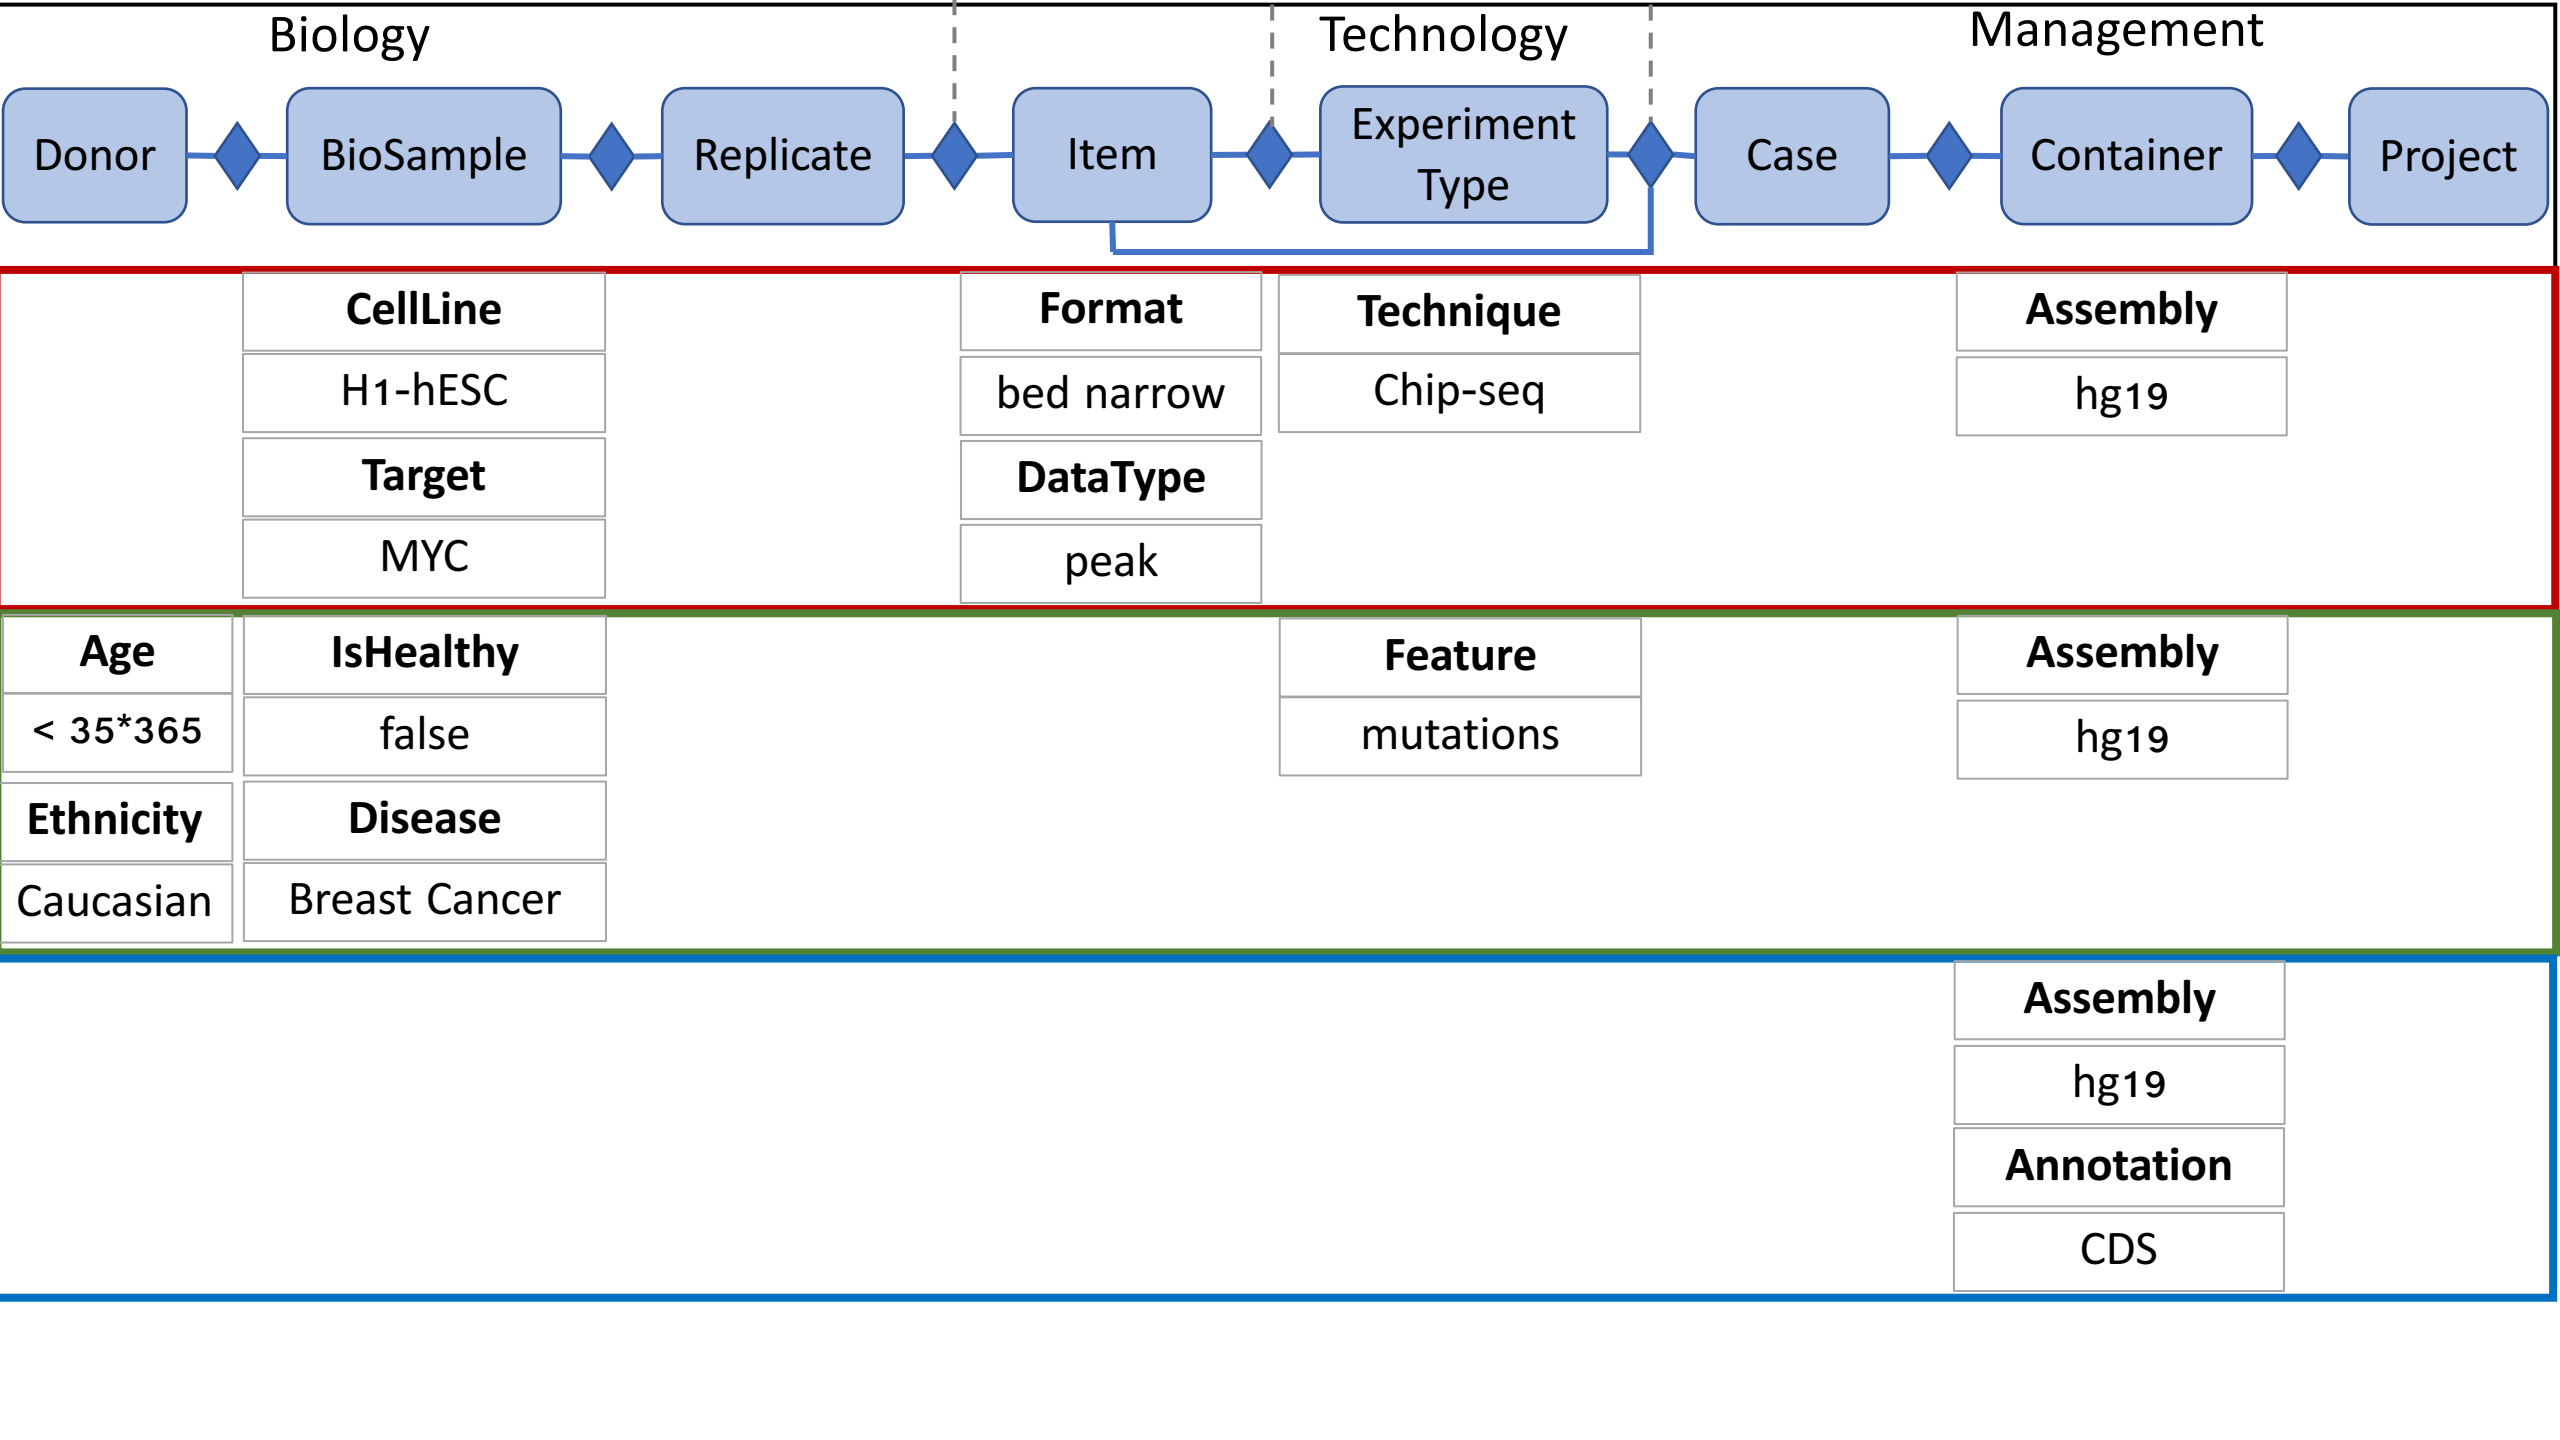 Biology
Technology
Management
Donor
BioSample
Replicate
Item
Experiment
Type
Case
Container
Project
CellLine
H1-hESC
Target
MYC
Format
bed narrow
DataType
peak
Technique
Chip-seq
Assembly
hg19
Age
< 35*365
Ethnicity
Caucasian
IsHealthy
false
Disease
Breast Cancer
Feature
mutations
Assembly
hg19
Assembly
hg19
Annotation
CDS